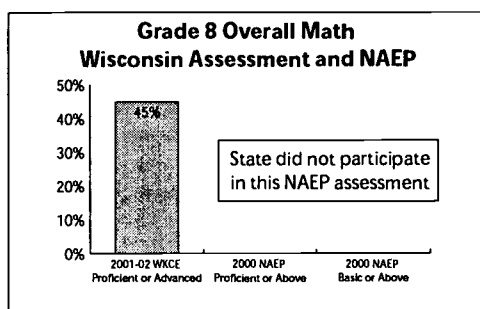 Grade 8 Overall Math
Wisconsin Assessment and NAEP
50%
40%
30%
20%
10%
0%
45%
State did not participate
in this NAEP assessment
2001-02 WKCE
Proficient or Advanced
2000 NAEP
Proficient or Above
2000 NAEP
Basic or Above